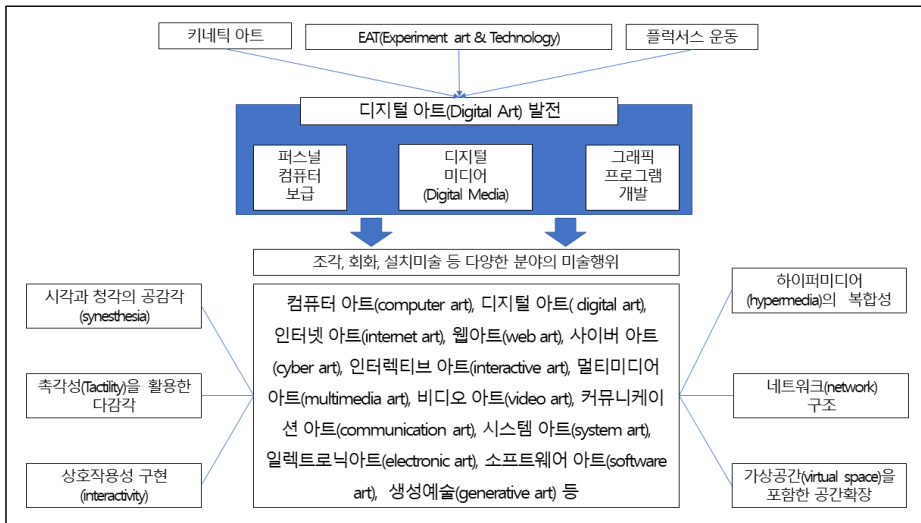 키네틱 아트
EAT(Experiment art & Technology)
플럭서스 운동
디지털 아트(Digital Art) 발전
퍼스널
컴퓨터
보급
디지털
미디어
(Digital Media)
그래픽
프로그램
개발
조각, 회화, 설치미술 등 다양한 분야의 미술행위
시각과 청각의 공감각
(synesthesia)
촉각성(Tactility)을 활용한
다감각
상호작용성 구현
(interactivity)
컴퓨터 아트(computer art), 디지털 아트( digital art),
인터넷 아트(internet art), 웹아트(web art), 사이버 아트
(cyber art), 인터렉티브 아트(interactive art), 멀티미디어
아트(multimedia art), 비디오 아트(video art), 커뮤니케이
션 아트(communication art), 시스템 아트(system art),
일렉트로닉아트(electronic art), 소프트웨어 아트(software
art), 생성예술(generative art) 등
하이퍼미디어
(hypermedia)의 복합성
네트워크(network)
구조
가상공간(virtual space)을
포함한 공간확장